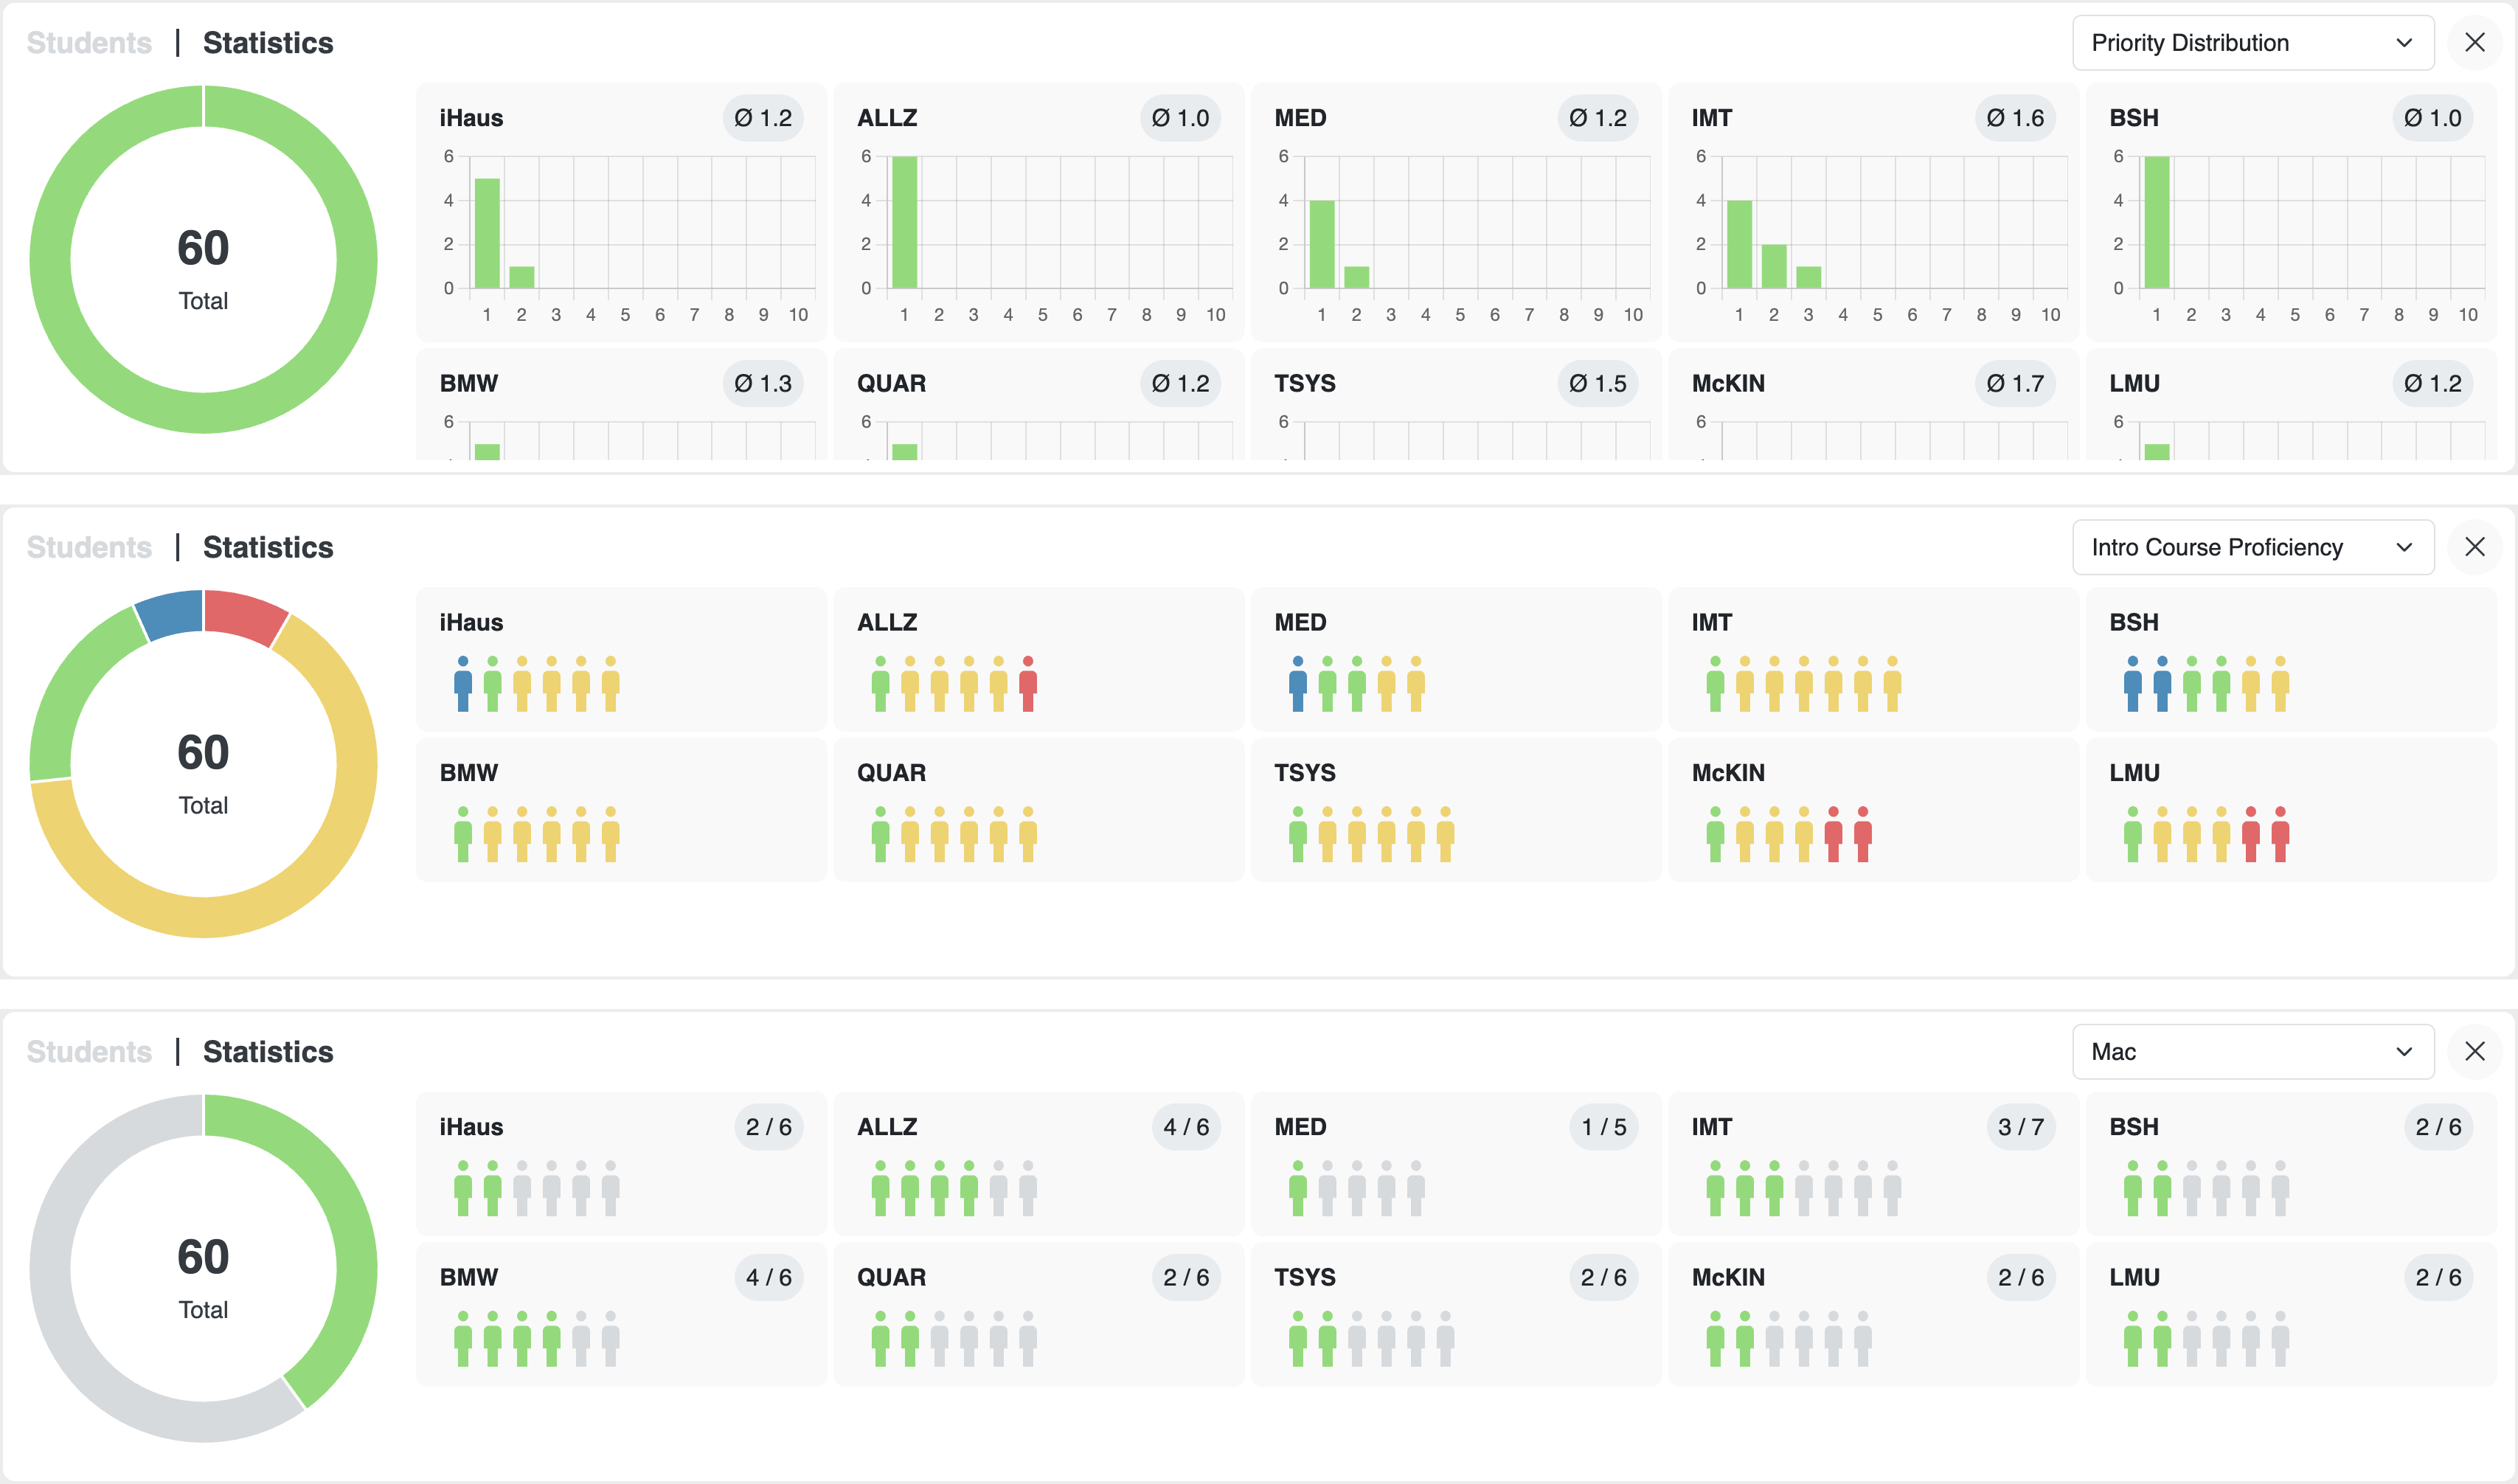 Students | Statistics Priority Distribution
iHaus Ø 1.2 ALLZ Ø 1.0 MED Ø 1.2 IMT Ø 1.6 BSH Ø 1.0
6 6 6 6 6
4 4 4 4 4
2 2 2 2 2
0 0 0 0 0
1 2 3 4 5 6 7 8 9 10 1 2 3 4 5 6 7 8 9 10 1 2 3 4 5 6 7 8 9 10 1 2 3 4 5 6 7 8 9 10 1 2 3 4 5 6 7 8 9 10
60
Total
BMW Ø 1.3 QUAR Ø 1.2 TSYS Ø 1.5 McKIN Ø 1.7 LMU Ø 1.2
6 6 6 6 6
Students | Statistics Intro Course Proficiency
iHaus ALLZ MED IMT BSH
60
Total
BMW QUAR TSYS McKIN LMU
Students | Statistics Mac
iHaus 2 / 6 ALLZ 4 / 6 MED 1 / 5 IMT 3 / 7 BSH 2 / 6
60
Total
BMW 4 / 6 QUAR 2 / 6 TSYS 2 / 6 McKIN 2 / 6 LMU 2 / 6